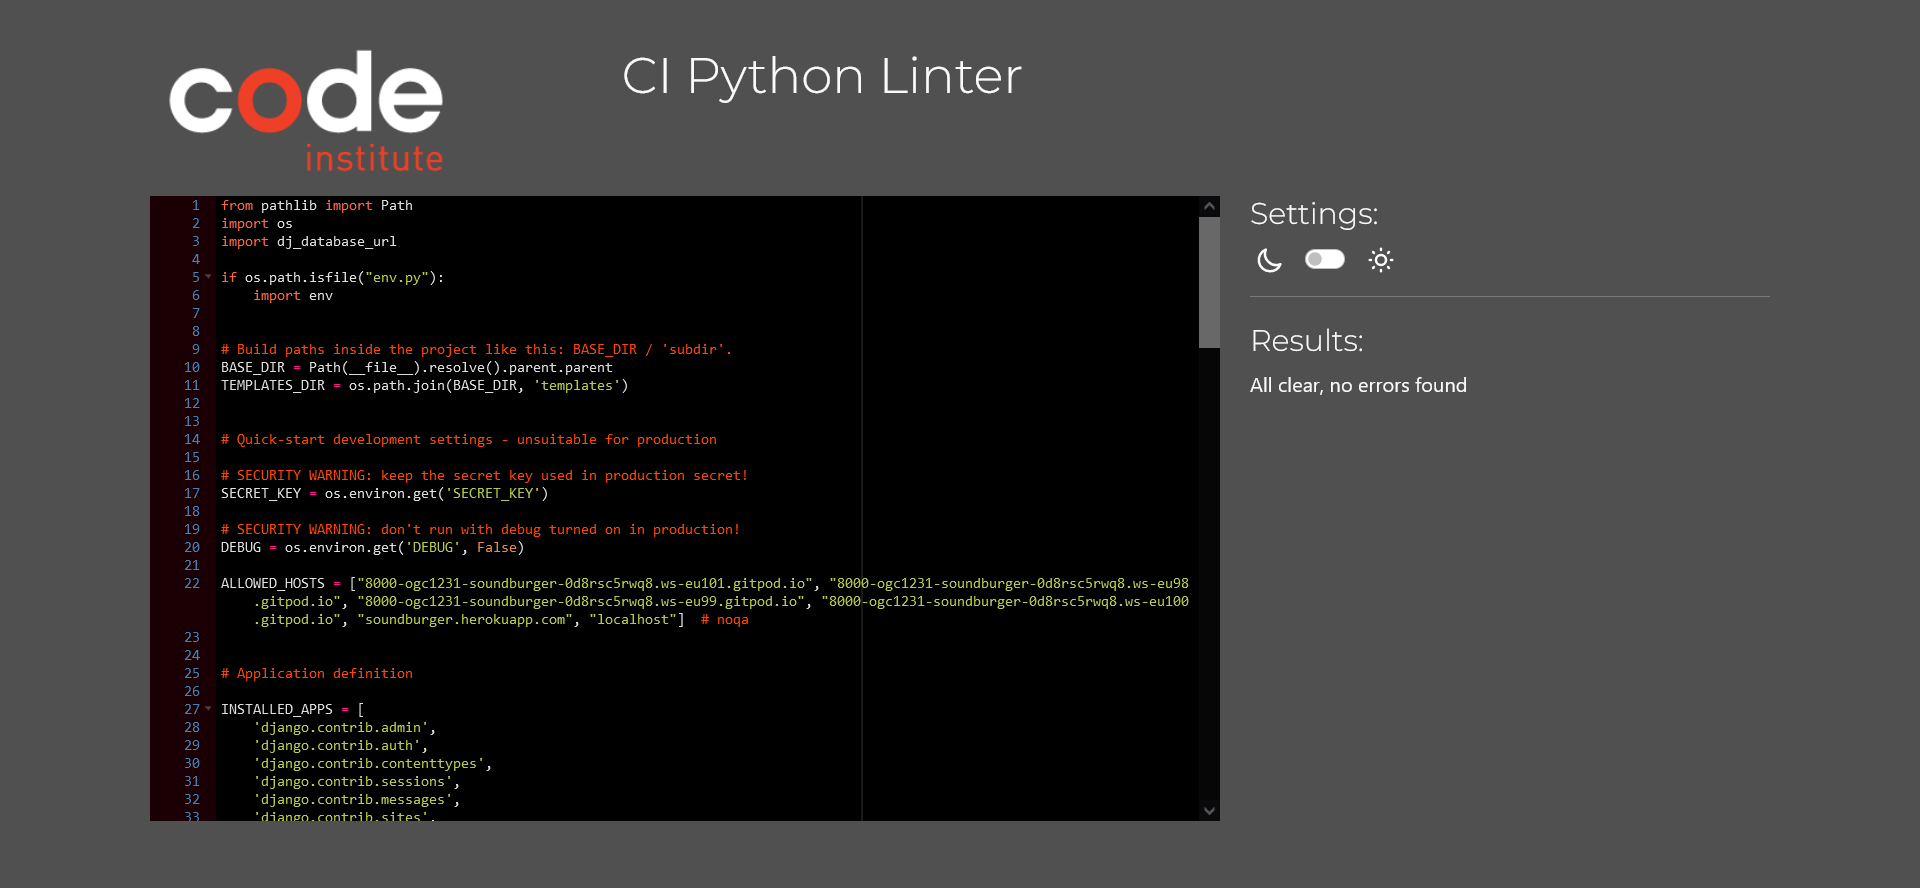 code
institute
CI Python Linter
1 from pathlib import Path
2 import os
3 import dj_database_url
4
5 if os.path.isfile("env.py"):
6     import env
7
8
9 # Build paths inside the project like this: BASE_DIR / 'subdir'.
10 BASE_DIR = Path(__file__).resolve().parent.parent
11 TEMPLATES_DIR = os.path.join(BASE_DIR, 'templates')
12
13
14 # Quick-start development settings - unsuitable for production
15
16 # SECURITY WARNING: keep the secret key used in production secret!
17 SECRET_KEY = os.environ.get('SECRET_KEY')
18
19 # SECURITY WARNING: don't run with debug turned on in production!
20 DEBUG = os.environ.get('DEBUG', False)
21
22 ALLOWED_HOSTS = ["8000-ogc1231-soundburger-0d8rsc5rwq8.ws-eu101.gitpod.io", "8000-ogc1231-soundburger-0d8rsc5rwq8.ws-eu98
.gitpod.io", "8000-ogc1231-soundburger-0d8rsc5rwq8.ws-eu99.gitpod.io", "8000-ogc1231-soundburger-0d8rsc5rwq8.ws-eu100
.gitpod.io", "soundburger.herokuapp.com", "localhost"]  # noqa
23
24
25 # Application definition
26
27 INSTALLED_APPS = [
28     'django.contrib.admin',
29     'django.contrib.auth',
30     'django.contrib.contenttypes',
31     'django.contrib.sessions',
32     'django.contrib.messages',
33     'django.contrib.sites',
Settings:
Results:
All clear, no errors found